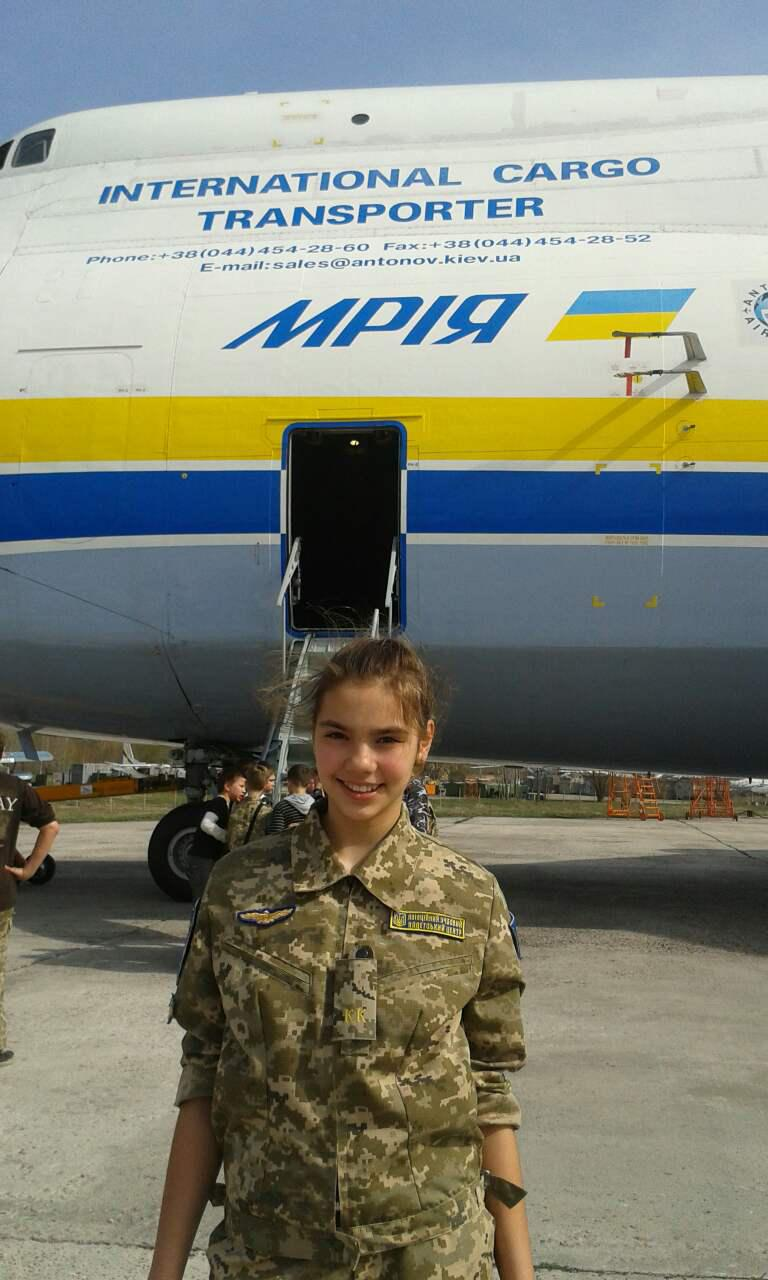 INTERNATIONAL CARGO
TRANSPORTER
Phone:+38(044)454-28-60 Fax:+38(044)454-28-52
E-mail:sales@antonov.kiev.ua
МРІЯ
КК